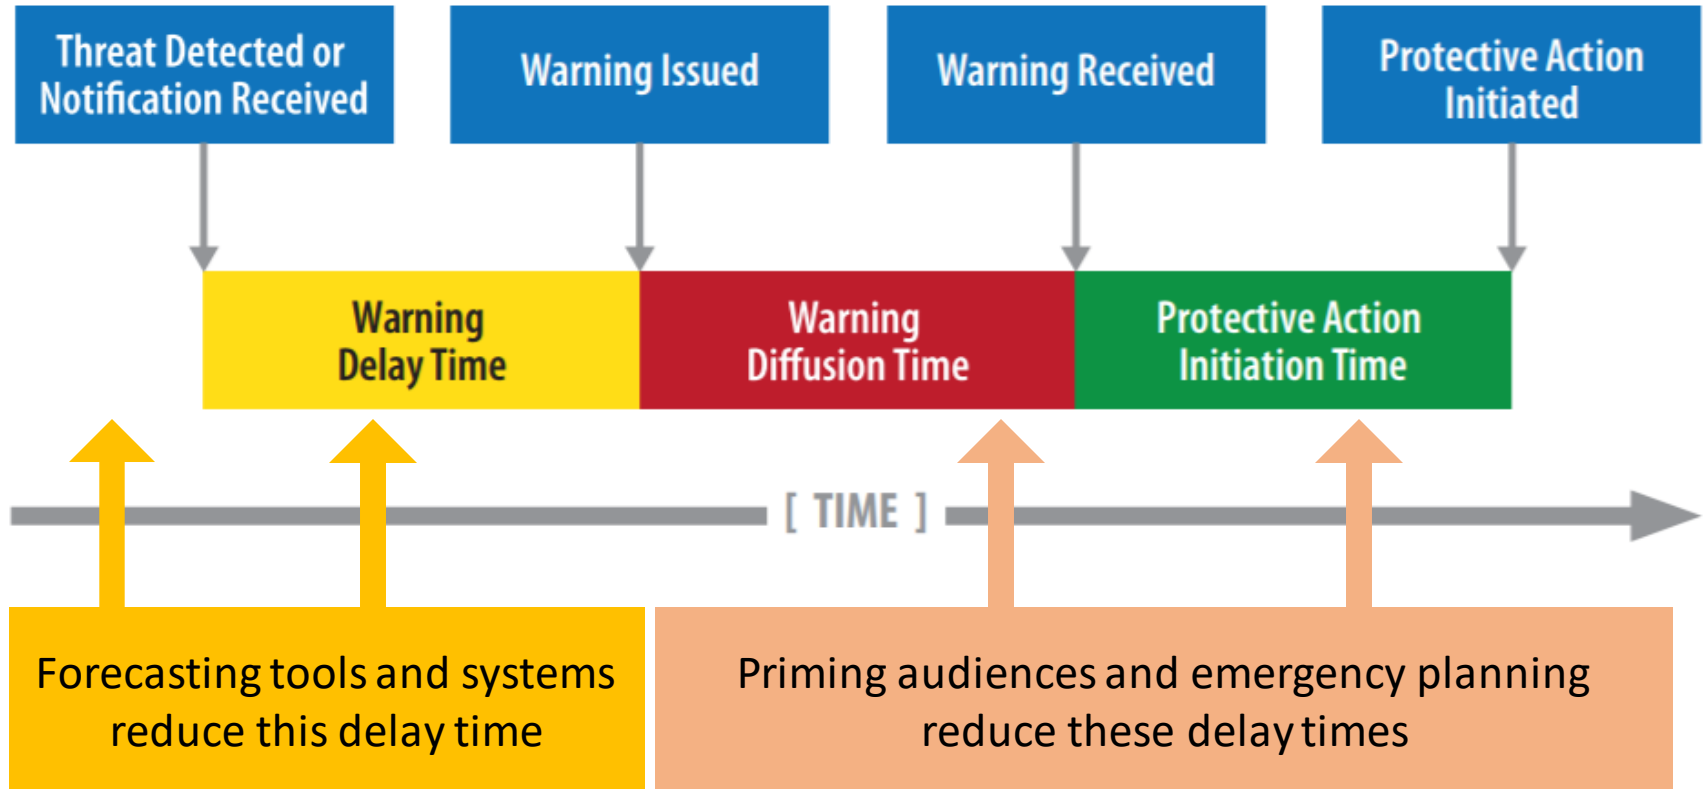 Threat Detected or
Notification Received
Warning Issued
Warning Received
Protective Action
Initiated
Warning
Delay Time
Warning
Diffusion Time
Protective Action
Initiation Time
[ TIME ]
Forecasting tools and systems
reduce this delay time
Priming audiences and emergency planning
reduce these delay times